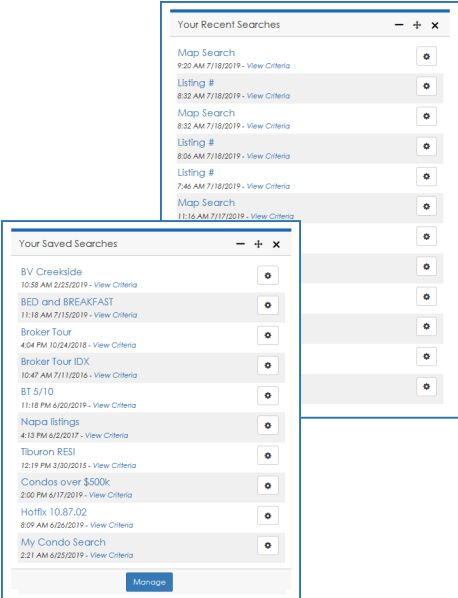 Your Recent Searches
Map Search
9:20 AM 7/18/2019 - View Criteria
Listing #
8:32 AM 7/18/2019 - View Criteria
Map Search
8:32 AM 7/18/2019 - View Criteria
Listing #
8:06 AM 7/18/2019 - View Criteria
Listing #
7:46 AM 7/18/2019 - View Criteria
Map Search
11:16 AM 7/17/2019 - View Criteria
Your Saved Searches
BV Creekside
10:58 AM 2/25/2019 - View Criteria
BED and BREAKFAST
11:18 AM 7/15/2019 - View Criteria
Broker Tour
4:04 PM 10/24/2018 - View Criteria
Broker Tour IDX
10:47 AM 7/11/2016 - View Criteria
BT 5/10
11:18 PM 6/20/2019 - View Criteria
Napa listings
4:13 PM 6/2/2017 - View Criteria
Tiburon RESI
12:19 PM 3/30/2015 - View Criteria
Condos over $500k
2:00 PM 6/17/2019 - View Criteria
Hotfix 10.87.02
8:09 AM 6/26/2019 - View Criteria
My Condo Search
2:21 AM 6/25/2019 - View Criteria
Manage